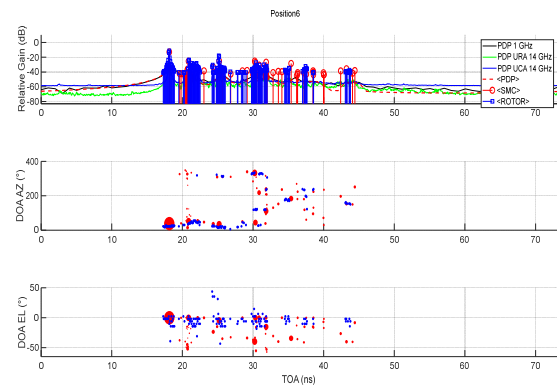 Position6
Relative Gain (dB)
0
-20
-40
-60
-80
0 10 20 30 40 50 60 70
PDP 1 GHz
PDP URA 14 GHz
PDP UCA 14 GHz
<PDP>
<SMC>
<ROTOR>
DOA AZ (°)
400
200
0
0 10 20 30 40 50 60 70
DOA EL (°)
50
0
-50
0 10 20 30 40 50 60 70
TOA (ns)